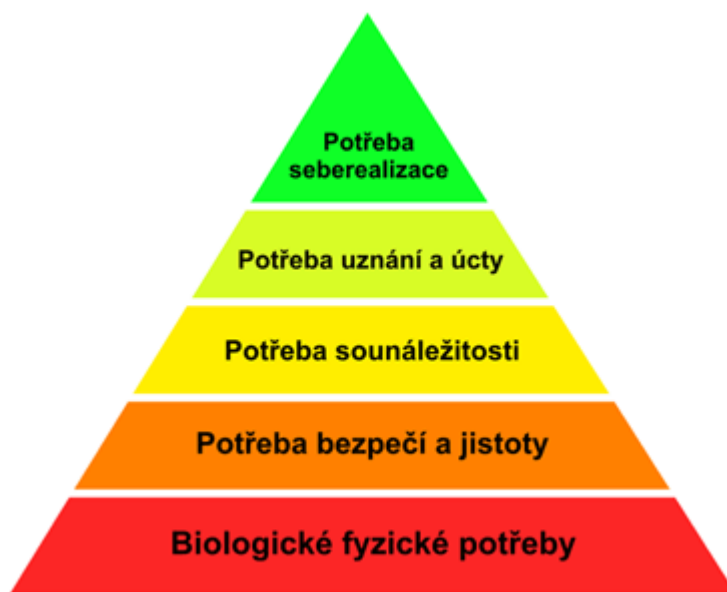 Potřeba
seberealizace
Potřeba uznání a úcty
Potřeba sounáležitosti
Potřeba bezpečí a jistoty
Biologické fyzické potřeby